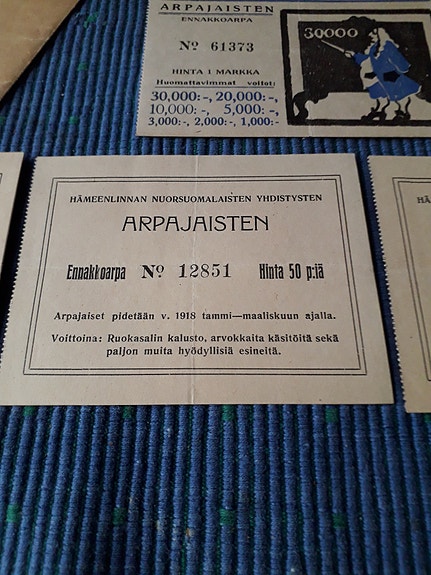 ARPAJAISTEN
ENNAKKOARPA
№ 61373
HINTA 1 MARKKA
Huomattavimmat voitot:
30,000:-, 20,000:-,
10,000:-, 5,000:-,
3,000:-, 2,000:-, 1,000:-
30000
HÄMEENLINNAN NUORSUOMALAISTEN YHDISTYSTEN
ARPAJAISTEN
Ennakkoarpa № 12851 Hinta 50 p:iä
Arpajaiset pidetään v. 1918 tammi—maaliskuun ajalla.
Voittoina: Ruokasalin kalusto, arvokkaita käsitöitä sekä
paljon muita hyödyllisiä esineitä.
HÄ